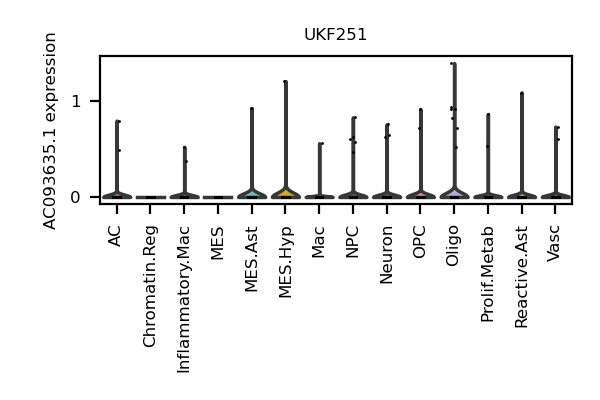 UKF251
AC093635.1 expression
1
0
AC
Chromatin.Reg
Inflammatory.Mac
MES
MES.Ast
MES.Hyp
Mac
NPC
Neuron
OPC
Oligo
Prolif.Metab
Reactive.Ast
Vasc